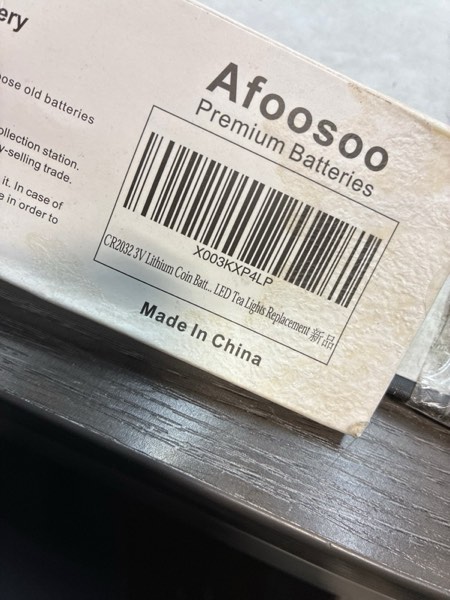 ery
ose old batteries
ollection station.
y-selling trade.
it. In case of
e in order to
Afoosoo
Premium Batteries
X003KXP4LP
CR2032 3V Lithium Coin Batt... LED Tea Lights Replacement 新品
Made In China